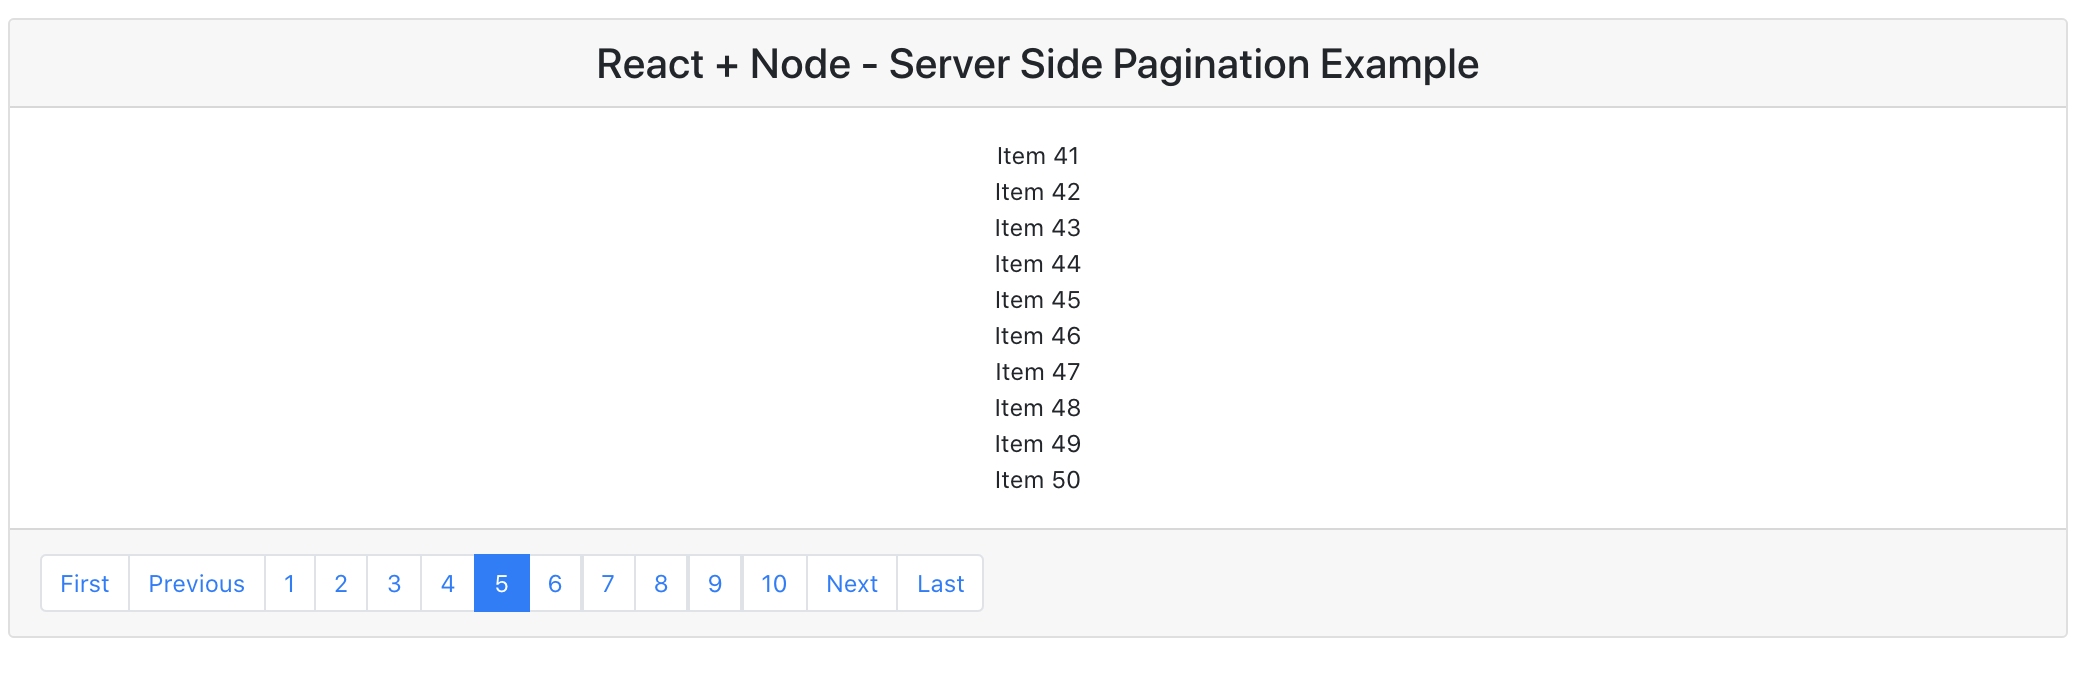 React + Node - Server Side Pagination Example
Item 41
Item 42
Item 43
Item 44
Item 45
Item 46
Item 47
Item 48
Item 49
Item 50
First Previous 1 2 3 4 5 6 7 8 9 10 Next Last